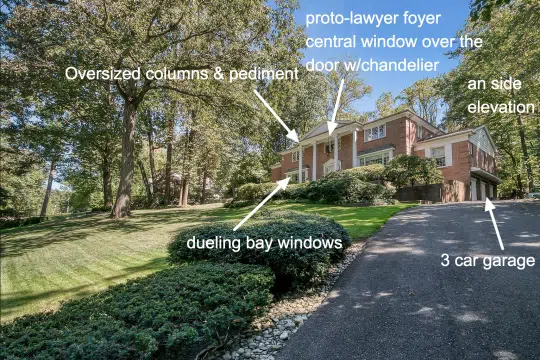 proto-lawyer foyer
central window over the
door w/chandelier
Oversized columns & pediment
an side
elevation
dueling bay windows
3 car garage